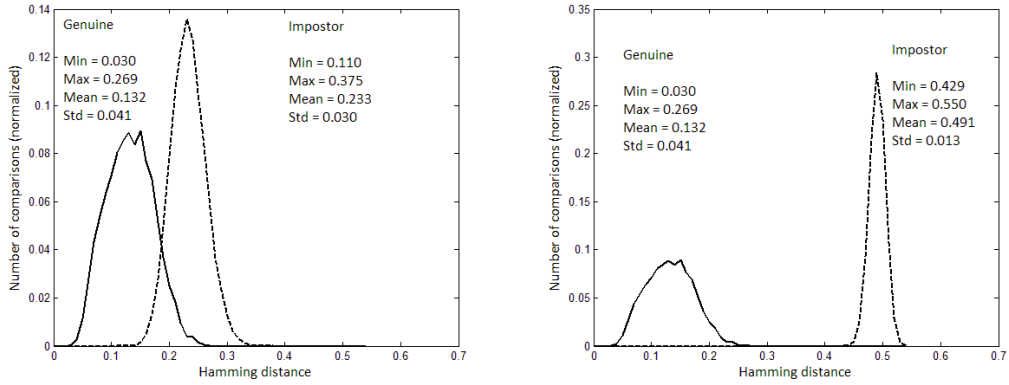 0.14
0.12
0.1
0.08
0.06
0.04
0.02
0
Number of comparisons (normalized)
Genuine
Min = 0.030
Max = 0.269
Mean = 0.132
Std = 0.041
Impostor
Min = 0.110
Max = 0.375
Mean = 0.233
Std = 0.030
0 0.1 0.2 0.3 0.4 0.5 0.6 0.7
Hamming distance
0.35
0.3
0.25
0.2
0.15
0.1
0.05
0
Number of comparisons (normalized)
Genuine
Min = 0.030
Max = 0.269
Mean = 0.132
Std = 0.041
Impostor
Min = 0.429
Max = 0.550
Mean = 0.491
Std = 0.013
0 0.1 0.2 0.3 0.4 0.5 0.6 0.7
Hamming distance